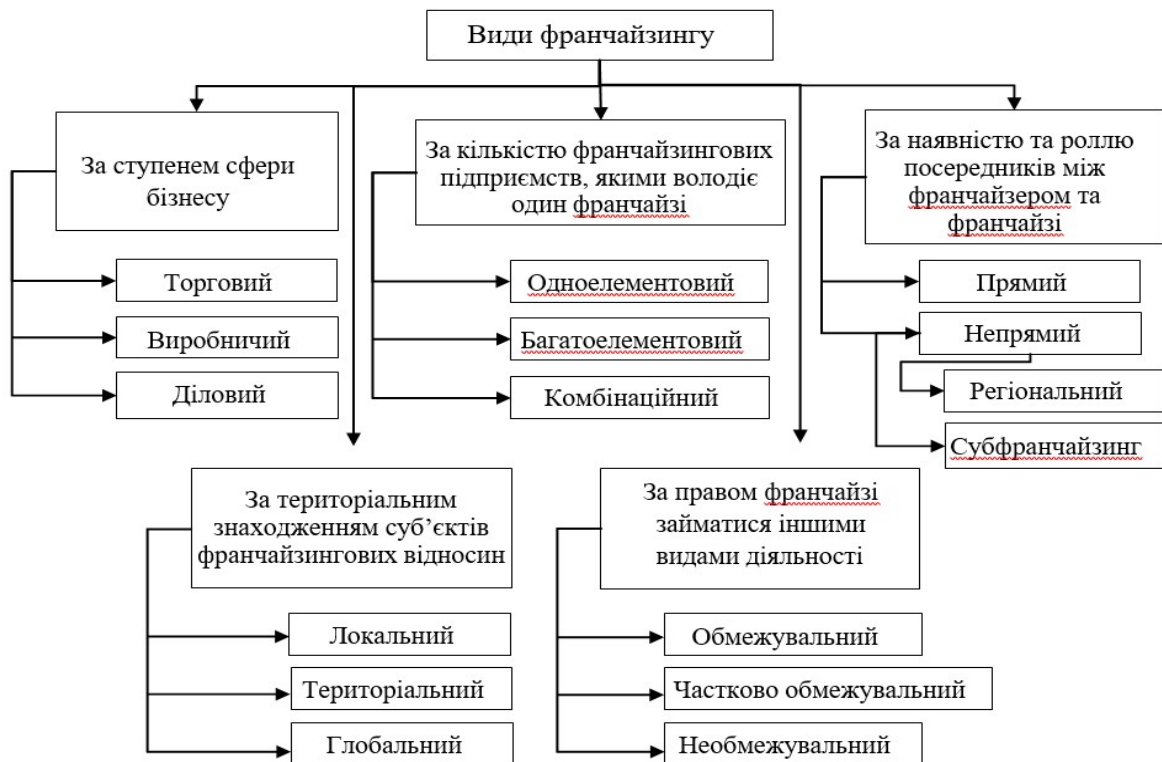 Види франчайзингу
За ступенем сфери
бізнесу
Торговий
Виробничий
Діловий
За кількістю франчайзингових
підприємств, якими володіє
один франчайзі
Одноелементовий
Багатоелементовий
Комбінаційний
За наявністю та роллю
посередників між
франчайзером та
франчайзі
Прямий
Непрямий
Регіональний
Субфранчайзинг
За територіальним
знаходженням суб’єктів
франчайзингових відносин
Локальний
Територіальний
Глобальний
За правом франчайзі
займатися іншими
видами діяльності
Обмежувальний
Частково обмежувальний
Необмежувальний